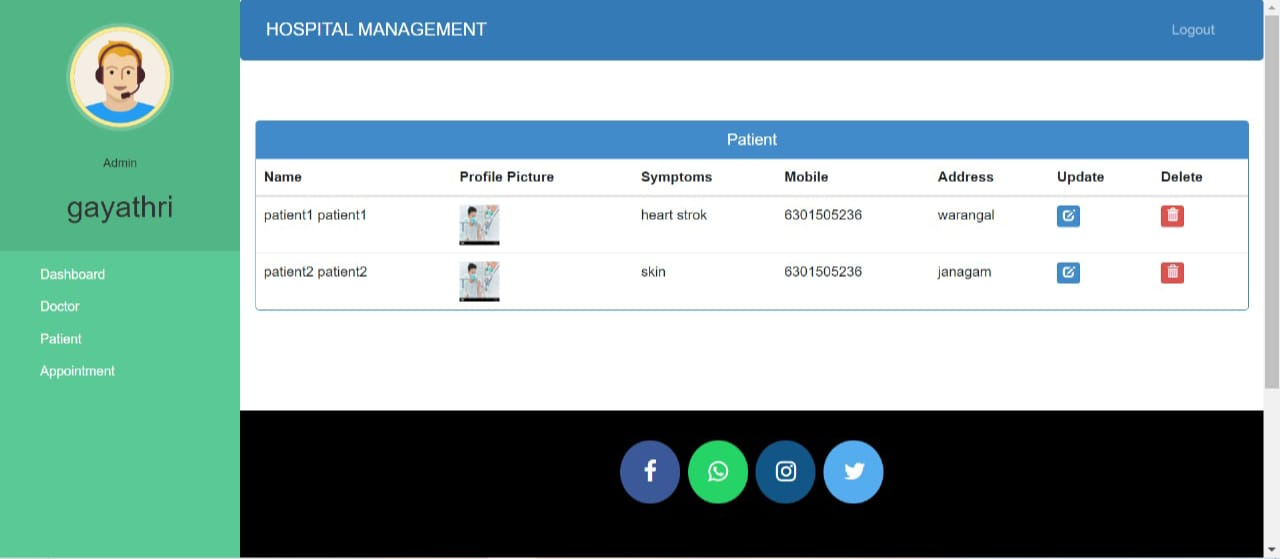 HOSPITAL MANAGEMENT
Logout
Admin
gayathri
Dashboard
Doctor
Patient
Appointment
Patient
Name Profile Picture Symptoms Mobile Address Update Delete
patient1 patient1 heart strok 6301505236 warangal
patient2 patient2 skin 6301505236 janagam